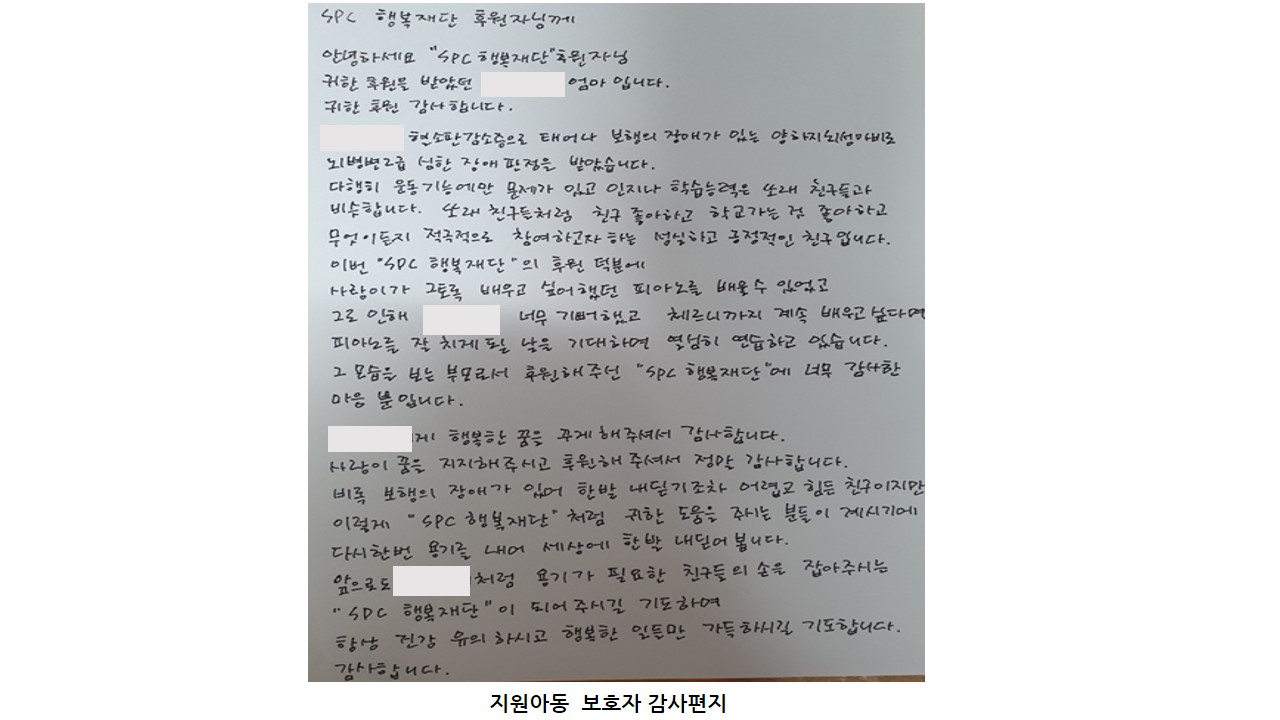 SPC 행복재단 후원자님께
안녕하세요 "SPC 행복재단"후원자님
귀한 후원을 받았던 엄마 입니다.
귀한 후원 감사합니다.
혈소판감소증으로 태어나 보행의 장애가 있는 양하지뇌성마비로
뇌병변2급 심한 장애 판정을 받았습니다.
다행히 운동기능에만 문제가 있고 인지나 학습능력은 또래 친구들과
비슷합니다. 또래 친구들처럼 친구 좋아하고 학교가는 것 좋아하고
무엇이든지 적극적으로 참여하고자 하는 성실하고 긍정적인 친구입니다.
이번 "SPC 행복재단"의 후원 덕분에
사랑이가 그토록 배우고 싶어했던 피아노를 배울수 있었고
그로 인해 너무 기뻐했고 체르니까지 계속 배우고싶다며
피아노를 잘 치게 될 날을 기대하며 열심히 연습하고 있습니다.
그 모습을 보는 부모로서 후원해주신 "SPC 행복재단"에 너무 감사한
마음 뿐입니다.
게 행복한 꿈을 꾸게해주셔서 감사합니다.
사랑이 꿈을 지지해주시고 후원해 주셔서 정말 감사합니다.
비록 보행의 장애가 있어 한발 내딛기조차 어렵고 힘든 친구이지만
이렇게 "SPC 행복재단"처럼 귀한 도움을 주시는 분들이 계시기에
다시한번 용기를 내어 세상에 한발 내딛어봅니다.
앞으로도 처럼 용기가 필요한 친구들의 손을 잡아주시는
"SPC 행복재단"이 되어주시길 기도하며
항상 건강 유의하시고 행복한 일들만 가득하시길 기도합니다.
감사합니다.
지원아동 보호자 감사편지